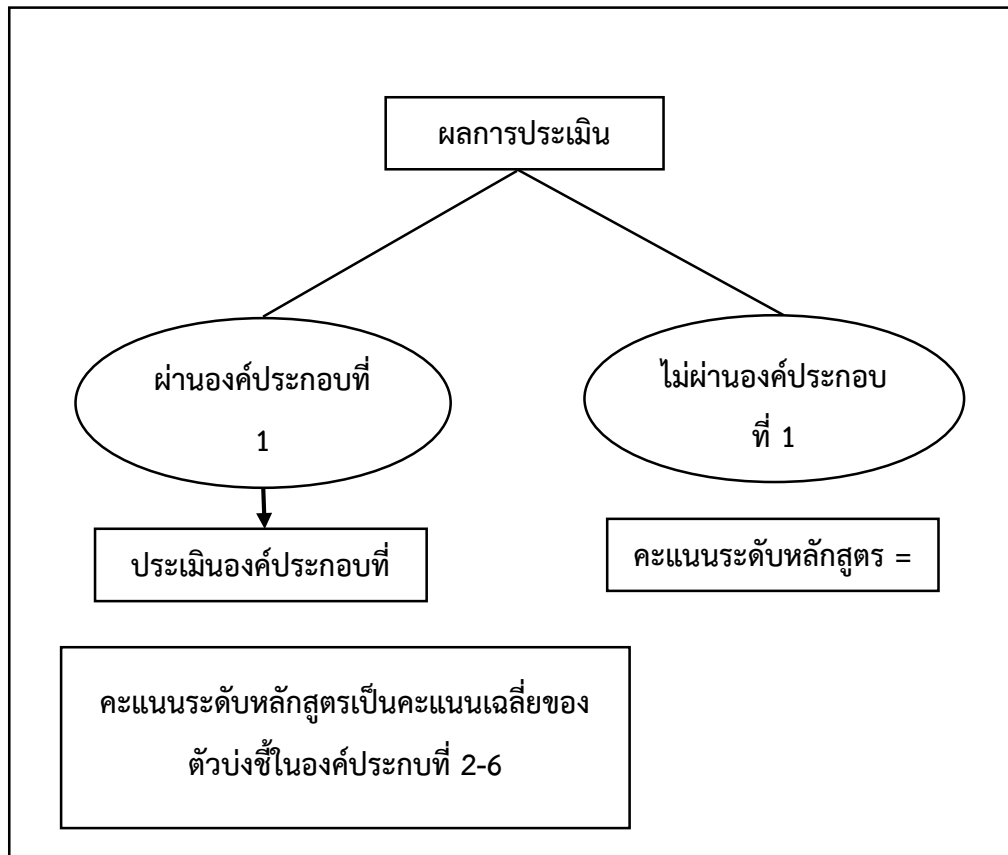 ผลการประเมิน
ผ่านองค์ประกอบที่
1
ไม่ผ่านองค์ประกอบ
ที่ 1
ประเมินองค์ประกอบที่
คะแนนระดับหลักสูตร =
คะแนนระดับหลักสูตรเป็นคะแนนเฉลี่ยของ
ตัวบ่งชี้ในองค์ประกบที่ 2-6